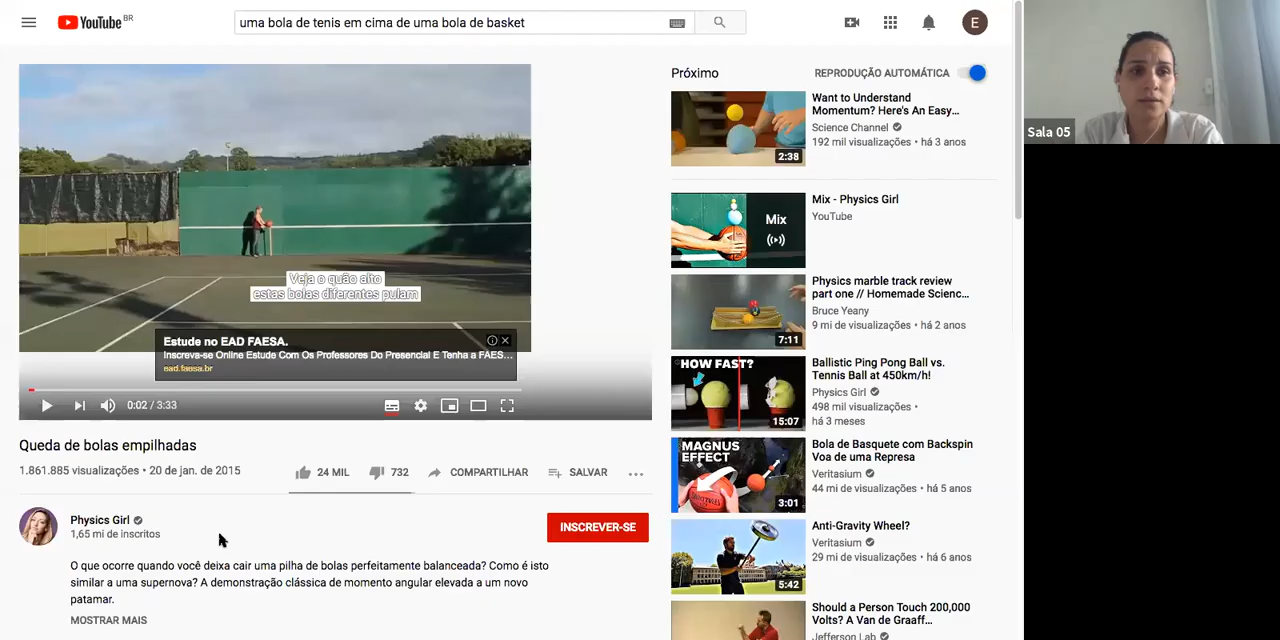 YouTube BR
uma bola de tenis em cima de uma bola de basket
E
Veja o quão alto
estas bolas diferentes pulam
Estude no EAD FAESA.
Inscreva-se Online Estude Com Os Professores Do Presencial E Tenha a FAES...
ead.faesa.br
0:02 / 3:33
Queda de bolas empilhadas
1.861.885 visualizações • 20 de jan. de 2015
24 MIL
732
COMPARTILHAR
SALVAR
Physics Girl
1,65 mi de inscritos
INSCREVER-SE
O que ocorre quando você deixa cair uma pilha de bolas perfeitamente balanceada? Como é isto
similar a uma supernova? A demonstração clássica de momento angular elevada a um novo
patamar.
MOSTRAR MAIS
Próximo
REPRODUÇÃO AUTOMÁTICA
2:38
Want to Understand
Momentum? Here's An Easy...
Science Channel
192 mil visualizações • há 3 anos
Mix
Mix - Physics Girl
YouTube
7:11
Physics marble track review
part one // Homemade Scienc...
Bruce Yeany
9 mi de visualizações • há 2 anos
HOW FAST?
15:07
Ballistic Ping Pong Ball vs.
Tennis Ball at 450km/h!
Physics Girl
498 mil visualizações •
há 3 meses
MAGNUS
EFFECT
3:01
Bola de Basquete com Backspin
Voa de uma Represa
Veritasium
44 mi de visualizações • há 5 anos
5:42
Anti-Gravity Wheel?
Veritasium
29 mi de visualizações • há 6 anos
Should a Person Touch 200,000
Volts? A Van de Graaff...
Jefferson Lab
Sala 05